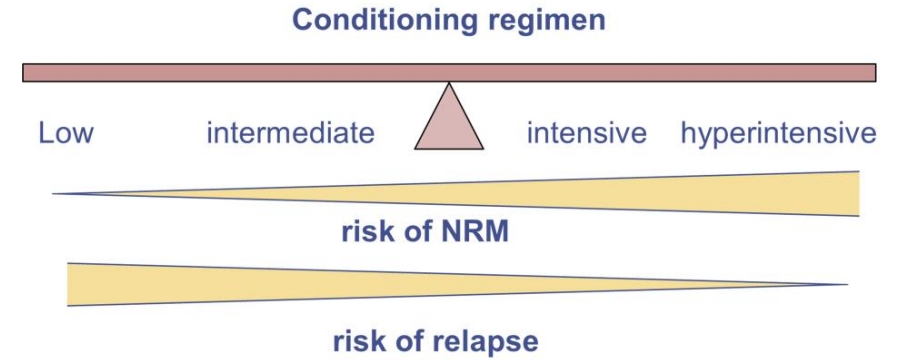 Conditioning regimen
Low intermediate intensive hyperintensive
risk of NRM
risk of relapse